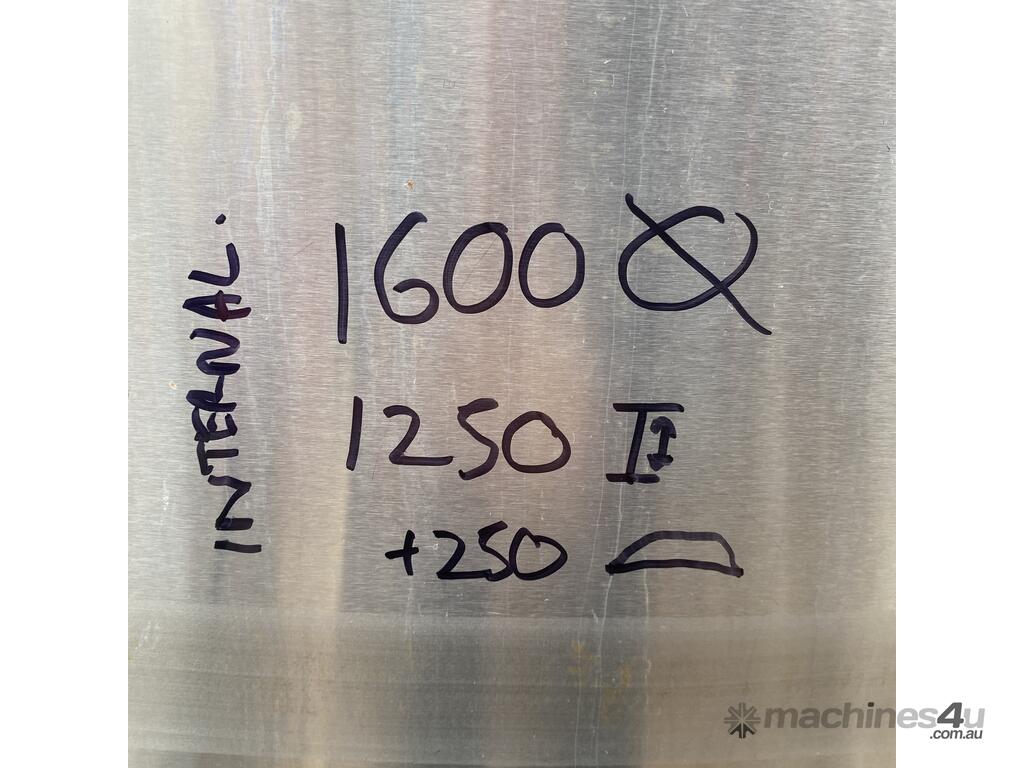 INTERNAL.
1600 Ø
1250
+250
machines4u
.com.au